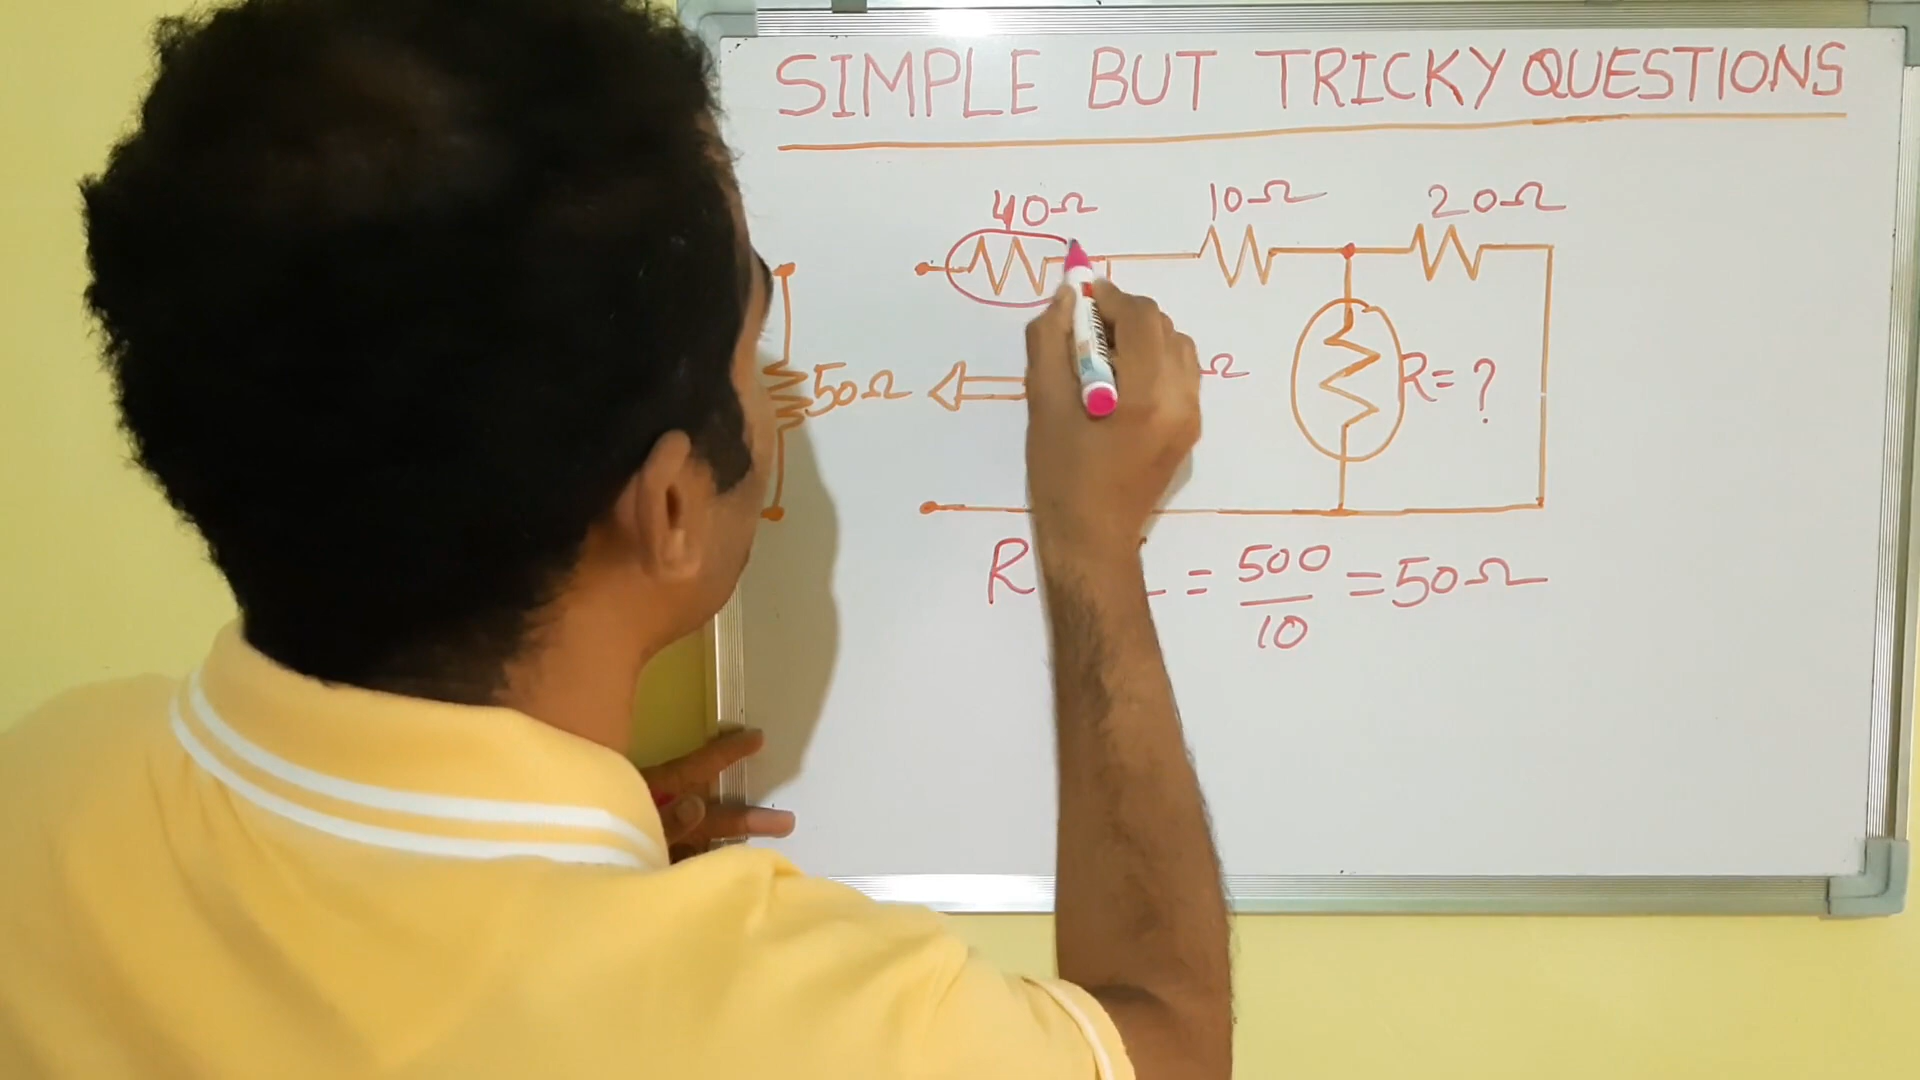 SIMPLE BUT TRICKY QUESTIONS
40Ω 10Ω 20Ω
50Ω Ω R= ?
R = 500/10 = 50Ω